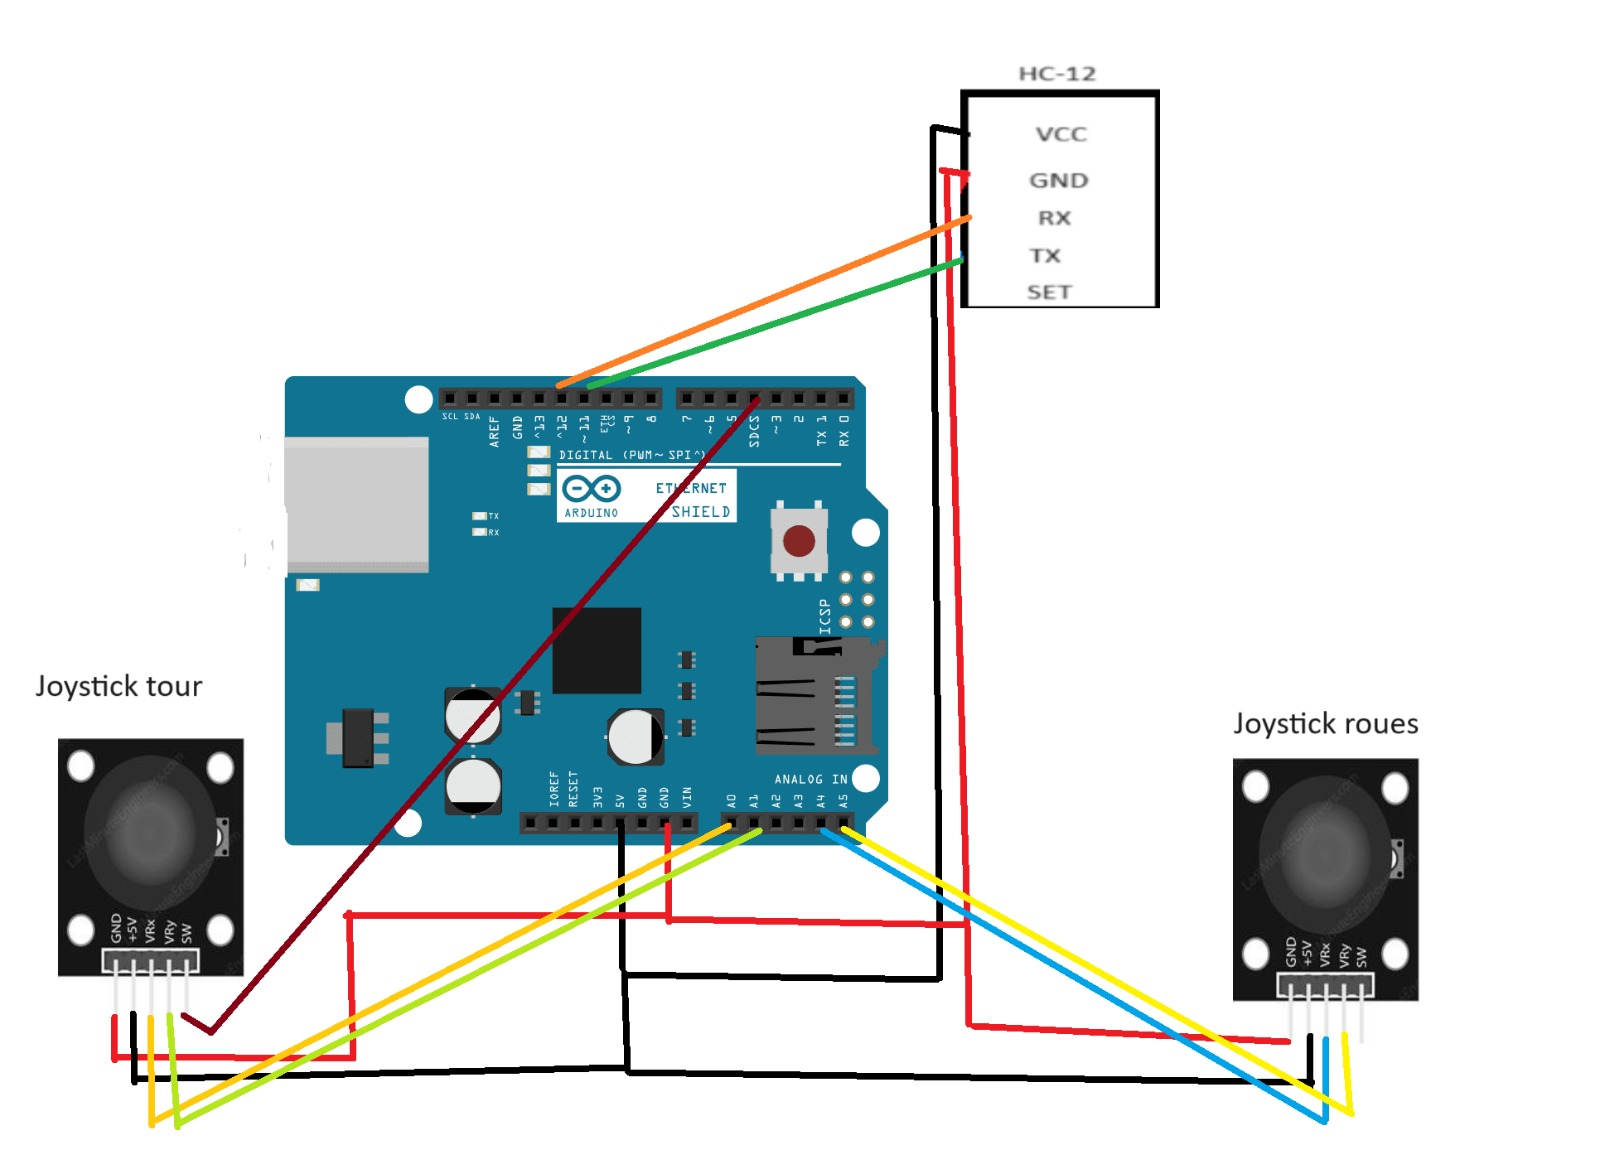 HC-12
VCC
GND
RX
TX
SET
SCL SDA
AREF
GND
^13
^12
~11
ETH CS
~9
8
7
~6
5
SDCS
~3
2
TX 1
RX 0
DIGITAL (PWM~ SPI^)
ETHERNET
SHIELD
ARDUINO
TX
RX
ICSP
Joystick tour
Joystick roues
ANALOG IN
IOREF
RESET
3V3
5V
GND
GND
VIN
A0
A1
A2
A3
A4
A5
GND
+5V
VRx
VRy
SW
GND
+5V
VRx
VRy
SW